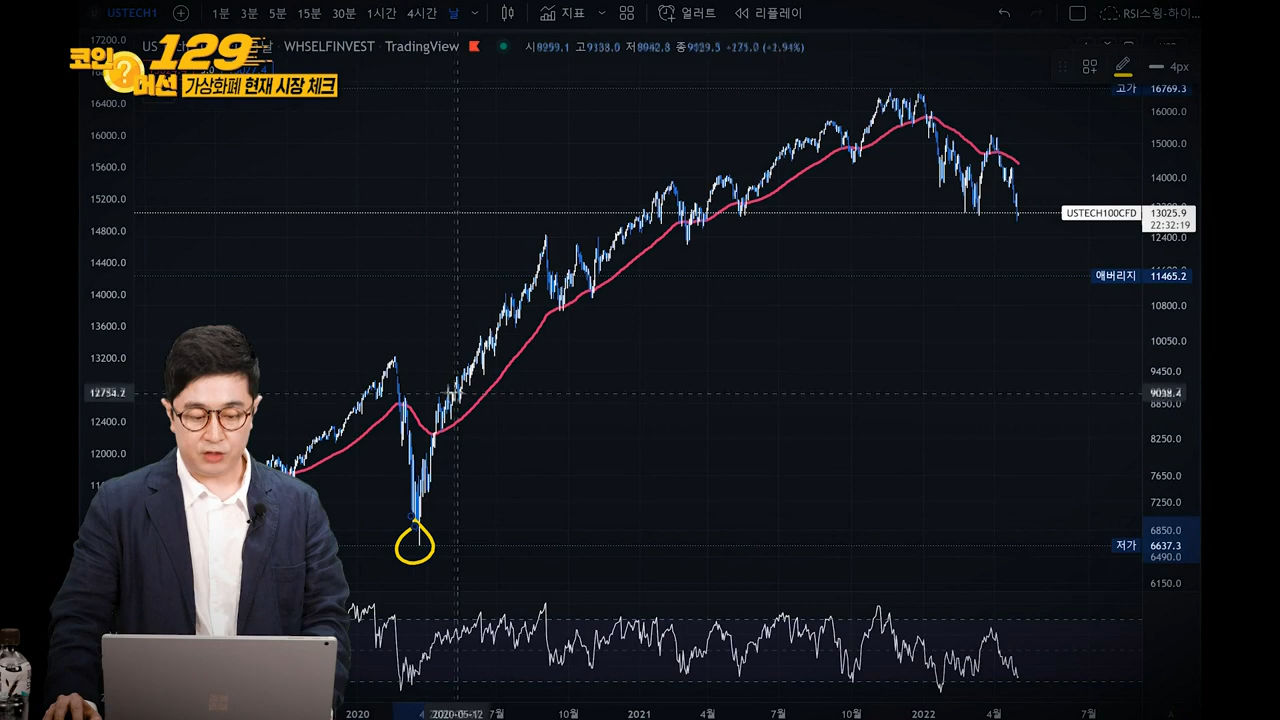 USTECH1
1분 3분 5분 15분 30분 1시간 4시간 날 지표 얼러트 리플레이 RSI스윙-하이...
코인 129
머선 가상화폐 현재 시장 체크
WHSELFINVEST TradingView
4px
17200.0
16400.0
16000.0
15600.0
15200.0
14800.0
14400.0
14000.0
13600.0
13200.0
12400.0
12000.0
고가 16769.3
16000.0
15000.0
14000.0
USTECH100CFD 13025.9
22:32:19
12400.0
애버리지 11465.2
10800.0
10050.0
9450.0
8850.0
8250.0
7650.0
7250.0
6850.0
저가 6637.3
6490.0
6150.0
2020 2020-05-12 7월 10월 2021 4월 7월 10월 2022 4월 7월